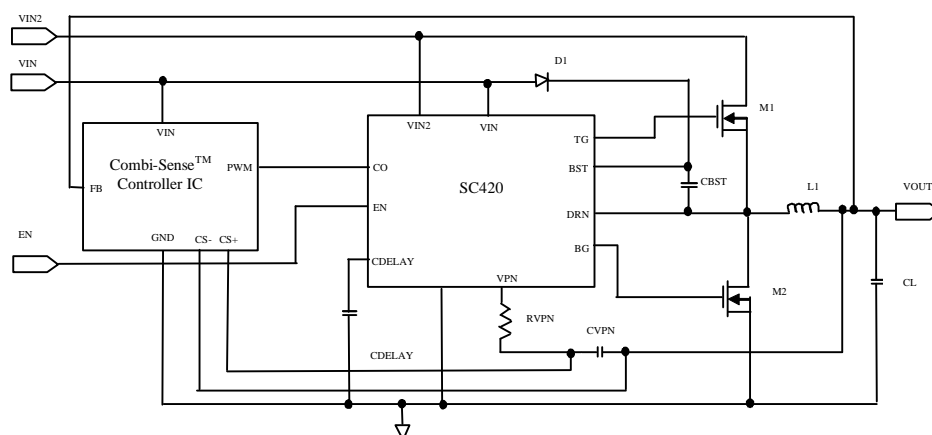 VIN2
VIN
D1
M1
VIN
VIN2
VIN
TG
Combi-Sense™
Controller IC
PWM
CO
BST
CBST
FB
SC420
L1
VOUT
EN
DRN
GND
CS-
CS+
EN
BG
CDELAY
VPN
M2
CL
RVPN
CVPN
CDELAY